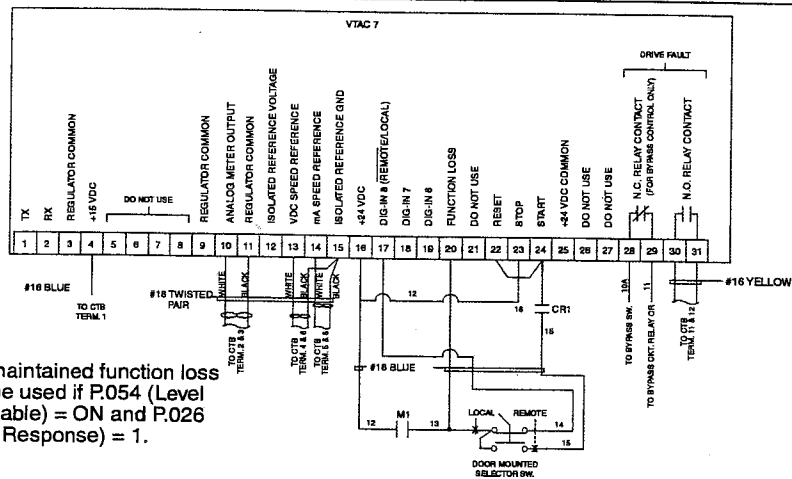 VTAC 7
DRIVE FAULT
TX
RX
REGULATOR COMMON
+15 VDC
DO NOT USE
REGULATOR COMMON
ANALOG METER OUTPUT
REGULATOR COMMON
ISOLATED REFERENCE VOLTAGE
VDC SPEED REFERENCE
mA SPEED REFERENCE
ISOLATED REFERENCE GND
+24 VDC
DIG-IN 8 (REMOTE/LOCAL)
DIG-IN 7
DIG-IN 6
FUNCTION LOSS
DO NOT USE
RESET
STOP
START
+24 VDC COMMON
DO NOT USE
DO NOT USE
N.C. RELAY CONTACT
(FOR BYPASS CONTROL ONLY)
N.O. RELAY CONTACT
1 2 3 4 5 6 7 8 9 10 11 12 13 14 15 16 17 18 19 20 21 22 23 24 25 26 27 28 29 30 31
#16 BLUE
TO CTB
TERM. 1
#18 TWISTED
PAIR
WHITE
BLACK
WHITE
BLACK
WHITE
BLACK
TO CTB
TERM. 2 & 3
TO CTB
TERM. 4 & 6
TO CTB
TERM. 5 & 6
12
16
CR1
15
10A
11
TO BYPASS SW.
TO BYPASS CKT. RELAY CR
#16 YELLOW
TO CTB
TERM. 11 & 12
#16 BLUE
12
M1
13
LOCAL
REMOTE
14
15
DOOR MOUNTED
SELECTOR SW.
naintained function loss
e used if P.054 (Level
able) = ON and P.026
Response) = 1.